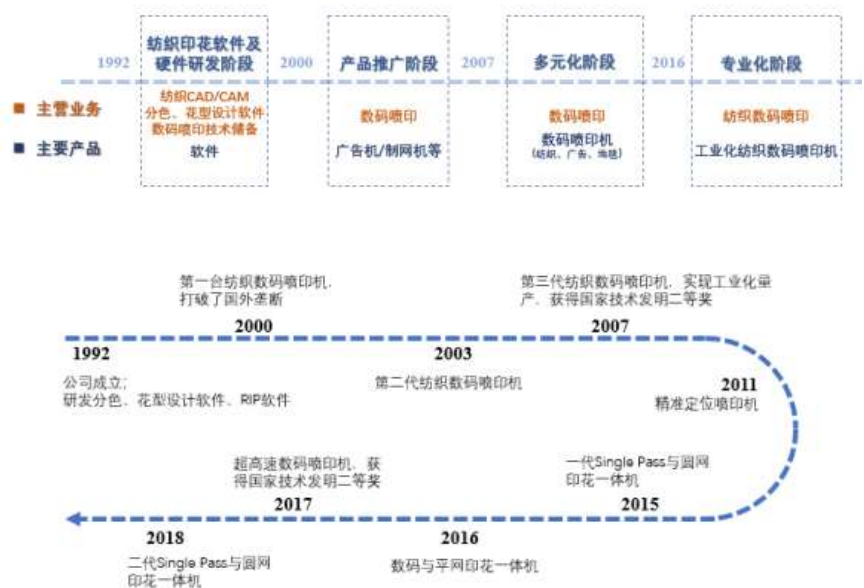 纺织印花软件及
硬件研发阶段
1992
2000
产品推广阶段
2007
多元化阶段
2016
专业化阶段
主营业务
纺织CAD/CAM
分色、花型设计软件
数码喷印技术储备
数码喷印
数码喷印
纺织数码喷印
主要产品
软件
广告机/制网机等
数码喷印机
(纺织、广告、地毯)
工业化纺织数码喷印机
第一台纺织数码喷印机,
打破了国外垄断
第三代纺织数码喷印机，实现工业化量
产，获得国家技术发明二等奖
2000
2007
1992
2003
公司成立;
研发分色、花型设计软件、RIP软件
第二代纺织数码喷印机
2011
精准定位喷印机
超高速数码喷印机，获
得国家技术发明二等奖
一代Single Pass与圆网
印花一体机
2017
2015
2018
2016
二代Single Pass与圆网
印花一体机
数码与平网印花一体机